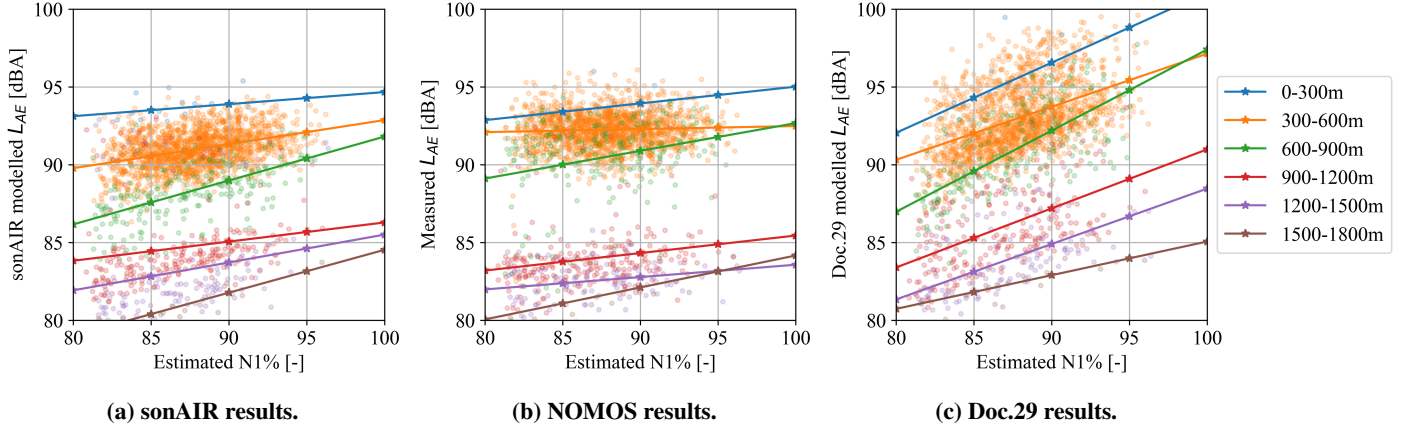 sonAIR modelled L_AE [dBA]
100
95
90
85
80
80 85 90 95 100
Estimated N1% [-]
(a) sonAIR results.
Measured L_AE [dBA]
100
95
90
85
80
80 85 90 95 100
Estimated N1% [-]
(b) NOMOS results.
Doc.29 modelled L_AE [dBA]
100
95
90
85
80
80 85 90 95 100
Estimated N1% [-]
(c) Doc.29 results.
0-300m
300-600m
600-900m
900-1200m
1200-1500m
1500-1800m